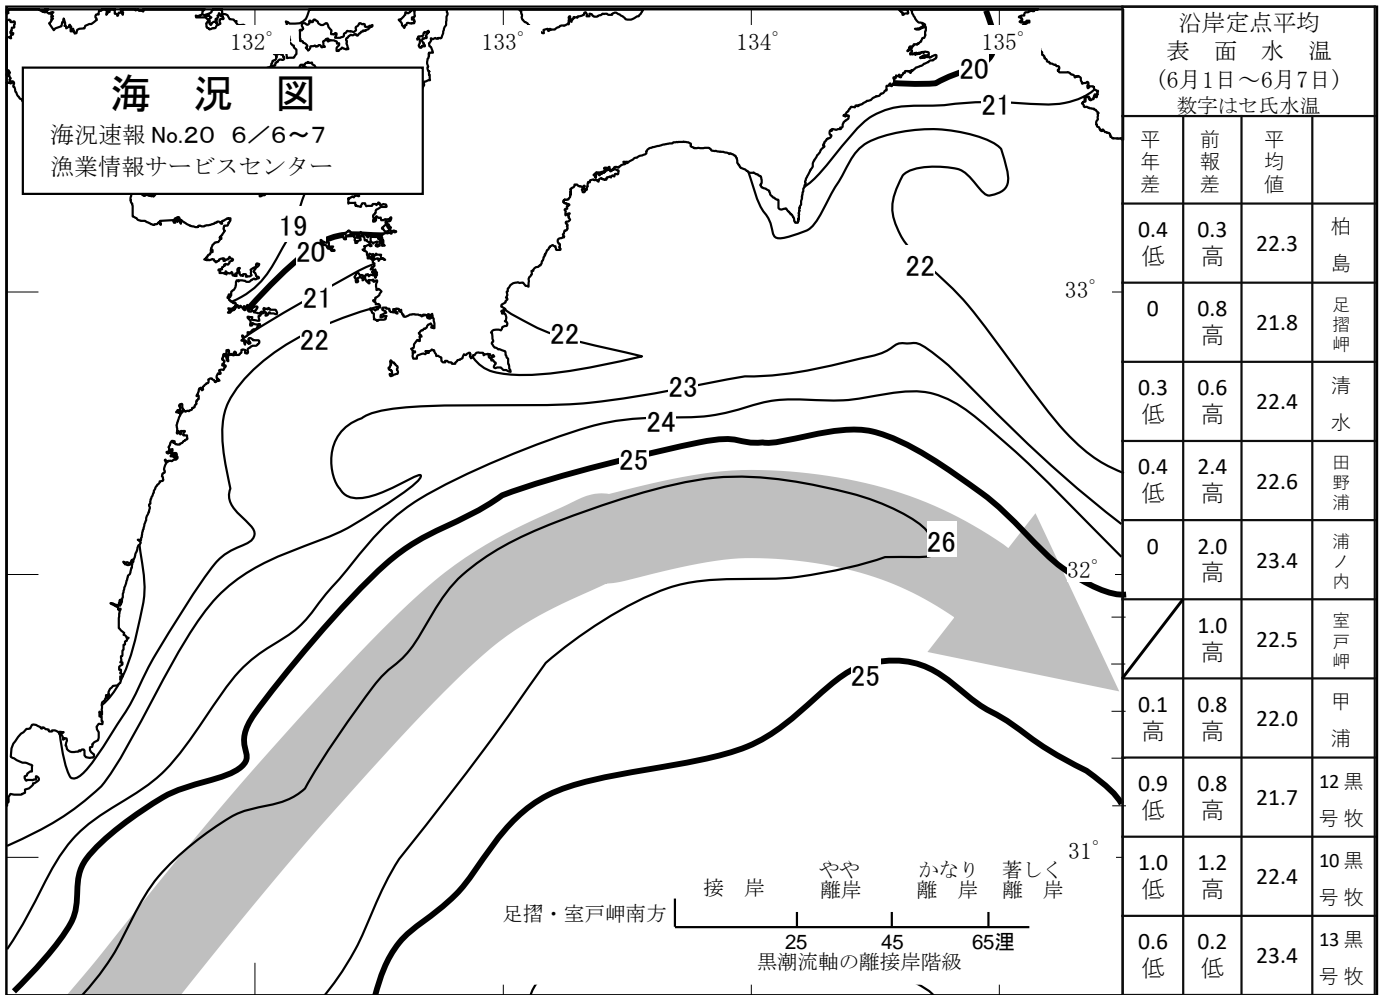 海　況　図
海況速報 No.20　6／6～7
漁業情報サービスセンター
132°
133°
134°
135°
20
21
19
20
21
22
22
22
33°
23
24
25
26
32°
25
31°
接　岸
やや
離岸
かなり
離　岸
著しく
離　岸
足摺・室戸岬南方
25　45　65浬
黒潮流軸の離接岸階級
沿岸定点平均
表　面　水　温
（6月1日～6月7日）
数字はセ氏水温
平年差　前報差　平均値
0.4低　0.3高　22.3　柏島
0　0.8高　21.8　足摺岬
0.3低　0.6高　22.4　清水
0.4低　2.4高　22.6　田野浦
0　2.0高　23.4　浦ノ内
1.0高　22.5　室戸岬
0.1高　0.8高　22.0　甲浦
0.9低　0.8高　21.7　黒牧12号
1.0低　1.2高　22.4　黒牧10号
0.6低　0.2低　23.4　黒牧13号